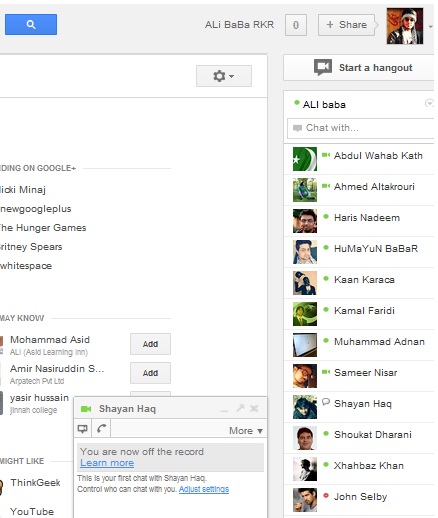 ALi BaBa RKR
0
+ Share
Start a hangout
ALI baba
Chat with...
Abdul Wahab Kath
Ahmed Altakrouri
Haris Nadeem
HuMaYuN BaBaR
Kaan Karaca
Kamal Faridi
Muhammad Adnan
Sameer Nisar
Shayan Haq
Shoukat Dharani
Xhahbaz Khan
John Selby
NDING ON GOOGLE+
licki Minaj
newgoogleplus
The Hunger Games
Britney Spears
whitespace
MAY KNOW
Mohammad Asid
ALi (Asid Learning Inn)
Add
Amir Nasiruddin S...
Arpatech Pvt Ltd
Add
yasir hussain
jinnah college
MIGHT LIKE
ThinkGeek
YouTube
Shayan Haq
More
You are now off the record
Learn more
This is your first chat with Shayan Haq.
Control who can chat with you. Adjust settings